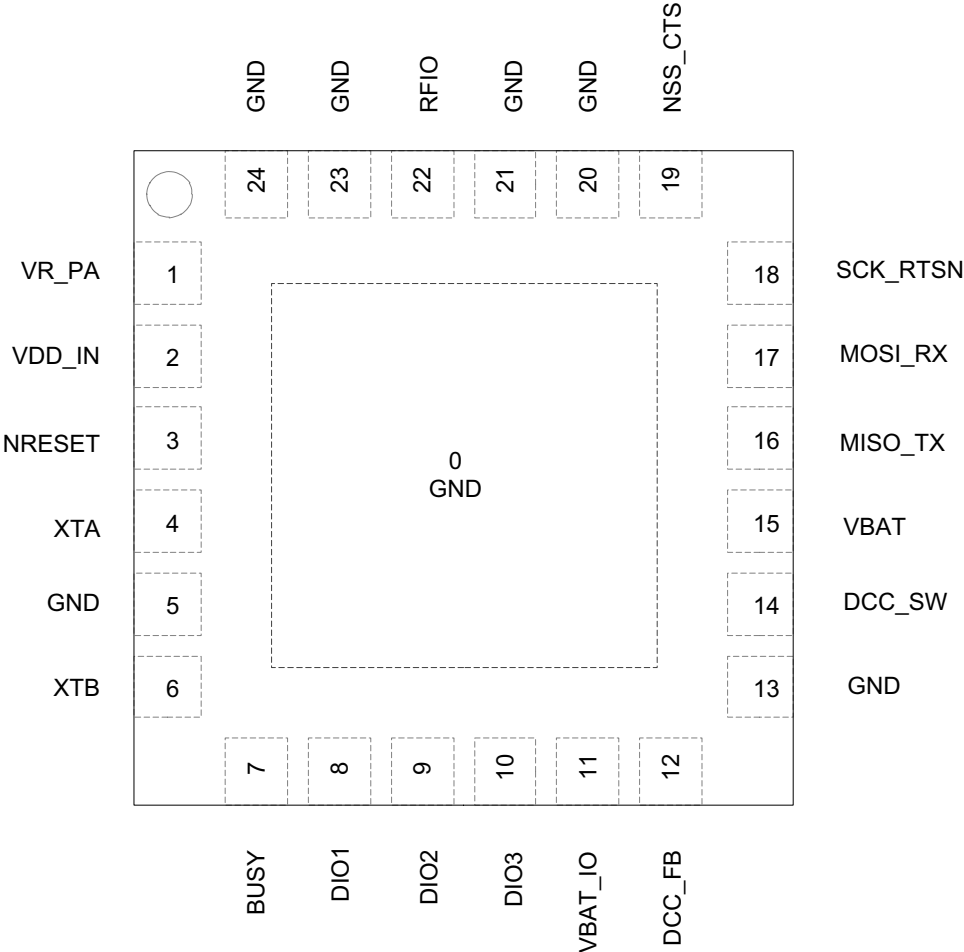 GND
GND
RFIO
GND
GND
NSS_CTS
24
23
22
21
20
19
VR_PA
1
18
SCK_RTSN
VDD_IN
2
17
MOSI_RX
NRESET
3
16
MISO_TX
0
GND
XTA
4
15
VBAT
GND
5
14
DCC_SW
XTB
6
13
GND
7
8
9
10
11
12
BUSY
DIO1
DIO2
DIO3
VBAT_IO
DCC_FB